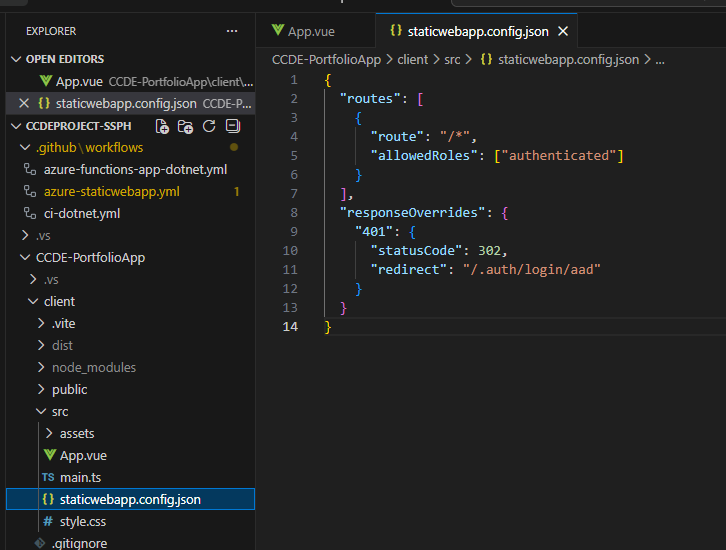 EXPLORER
...
OPEN EDITORS
App.vue CCDE-PortfolioApp\client\...
staticwebapp.config.json CCDE-P...
CCDEPROJECT-SSPH
.github\workflows
azure-functions-app-dotnet.yml
azure-staticwebapp.yml 1
ci-dotnet.yml
.vs
CCDE-PortfolioApp
.vs
client
.vite
dist
node_modules
public
src
assets
App.vue
TS main.ts
{} staticwebapp.config.json
# style.css
.gitignore
App.vue
{} staticwebapp.config.json
CCDE-PortfolioApp > client > src > {} staticwebapp.config.json > ...
1 {
2 "routes": [
3 {
4 "route": "/*",
5 "allowedRoles": ["authenticated"]
6 }
7 ],
8 "responseOverrides": {
9 "401": {
10 "statusCode": 302,
11 "redirect": "/.auth/login/aad"
12 }
13 }
14 }